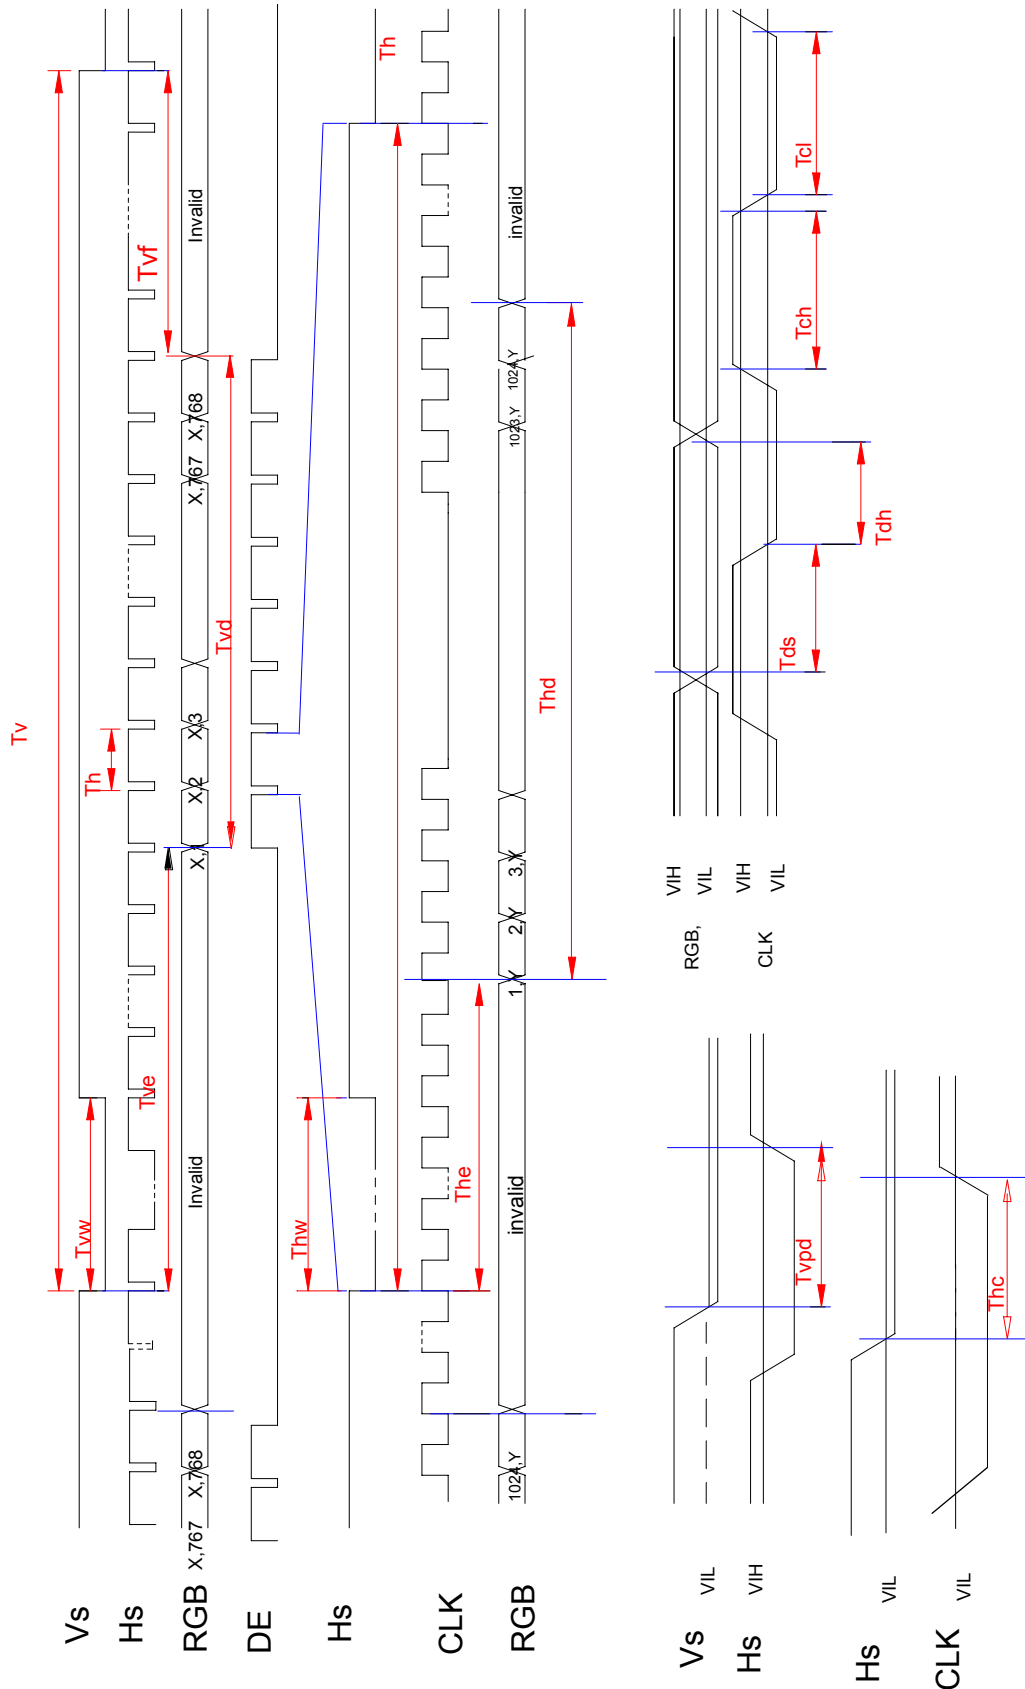 Tv
Vs
Tvw
Th
Hs
Tve
Tvf
RGB
X,767
X,768
Invalid
X,1
X,2
X,3
X,767
X,768
Invalid
Tvd
DE
Hs
Thw
Th
CLK
The
RGB
1024,Y
invalid
1,Y
2,Y
3,Y
1023,Y
1024,Y
invalid
Thd
Vs
VIL
Hs
VIH
Tvpd
Hs
VIL
CLK
VIL
Thc
RGB,
VIH
VIL
CLK
VIH
VIL
Tds
Tdh
Tch
Tcl